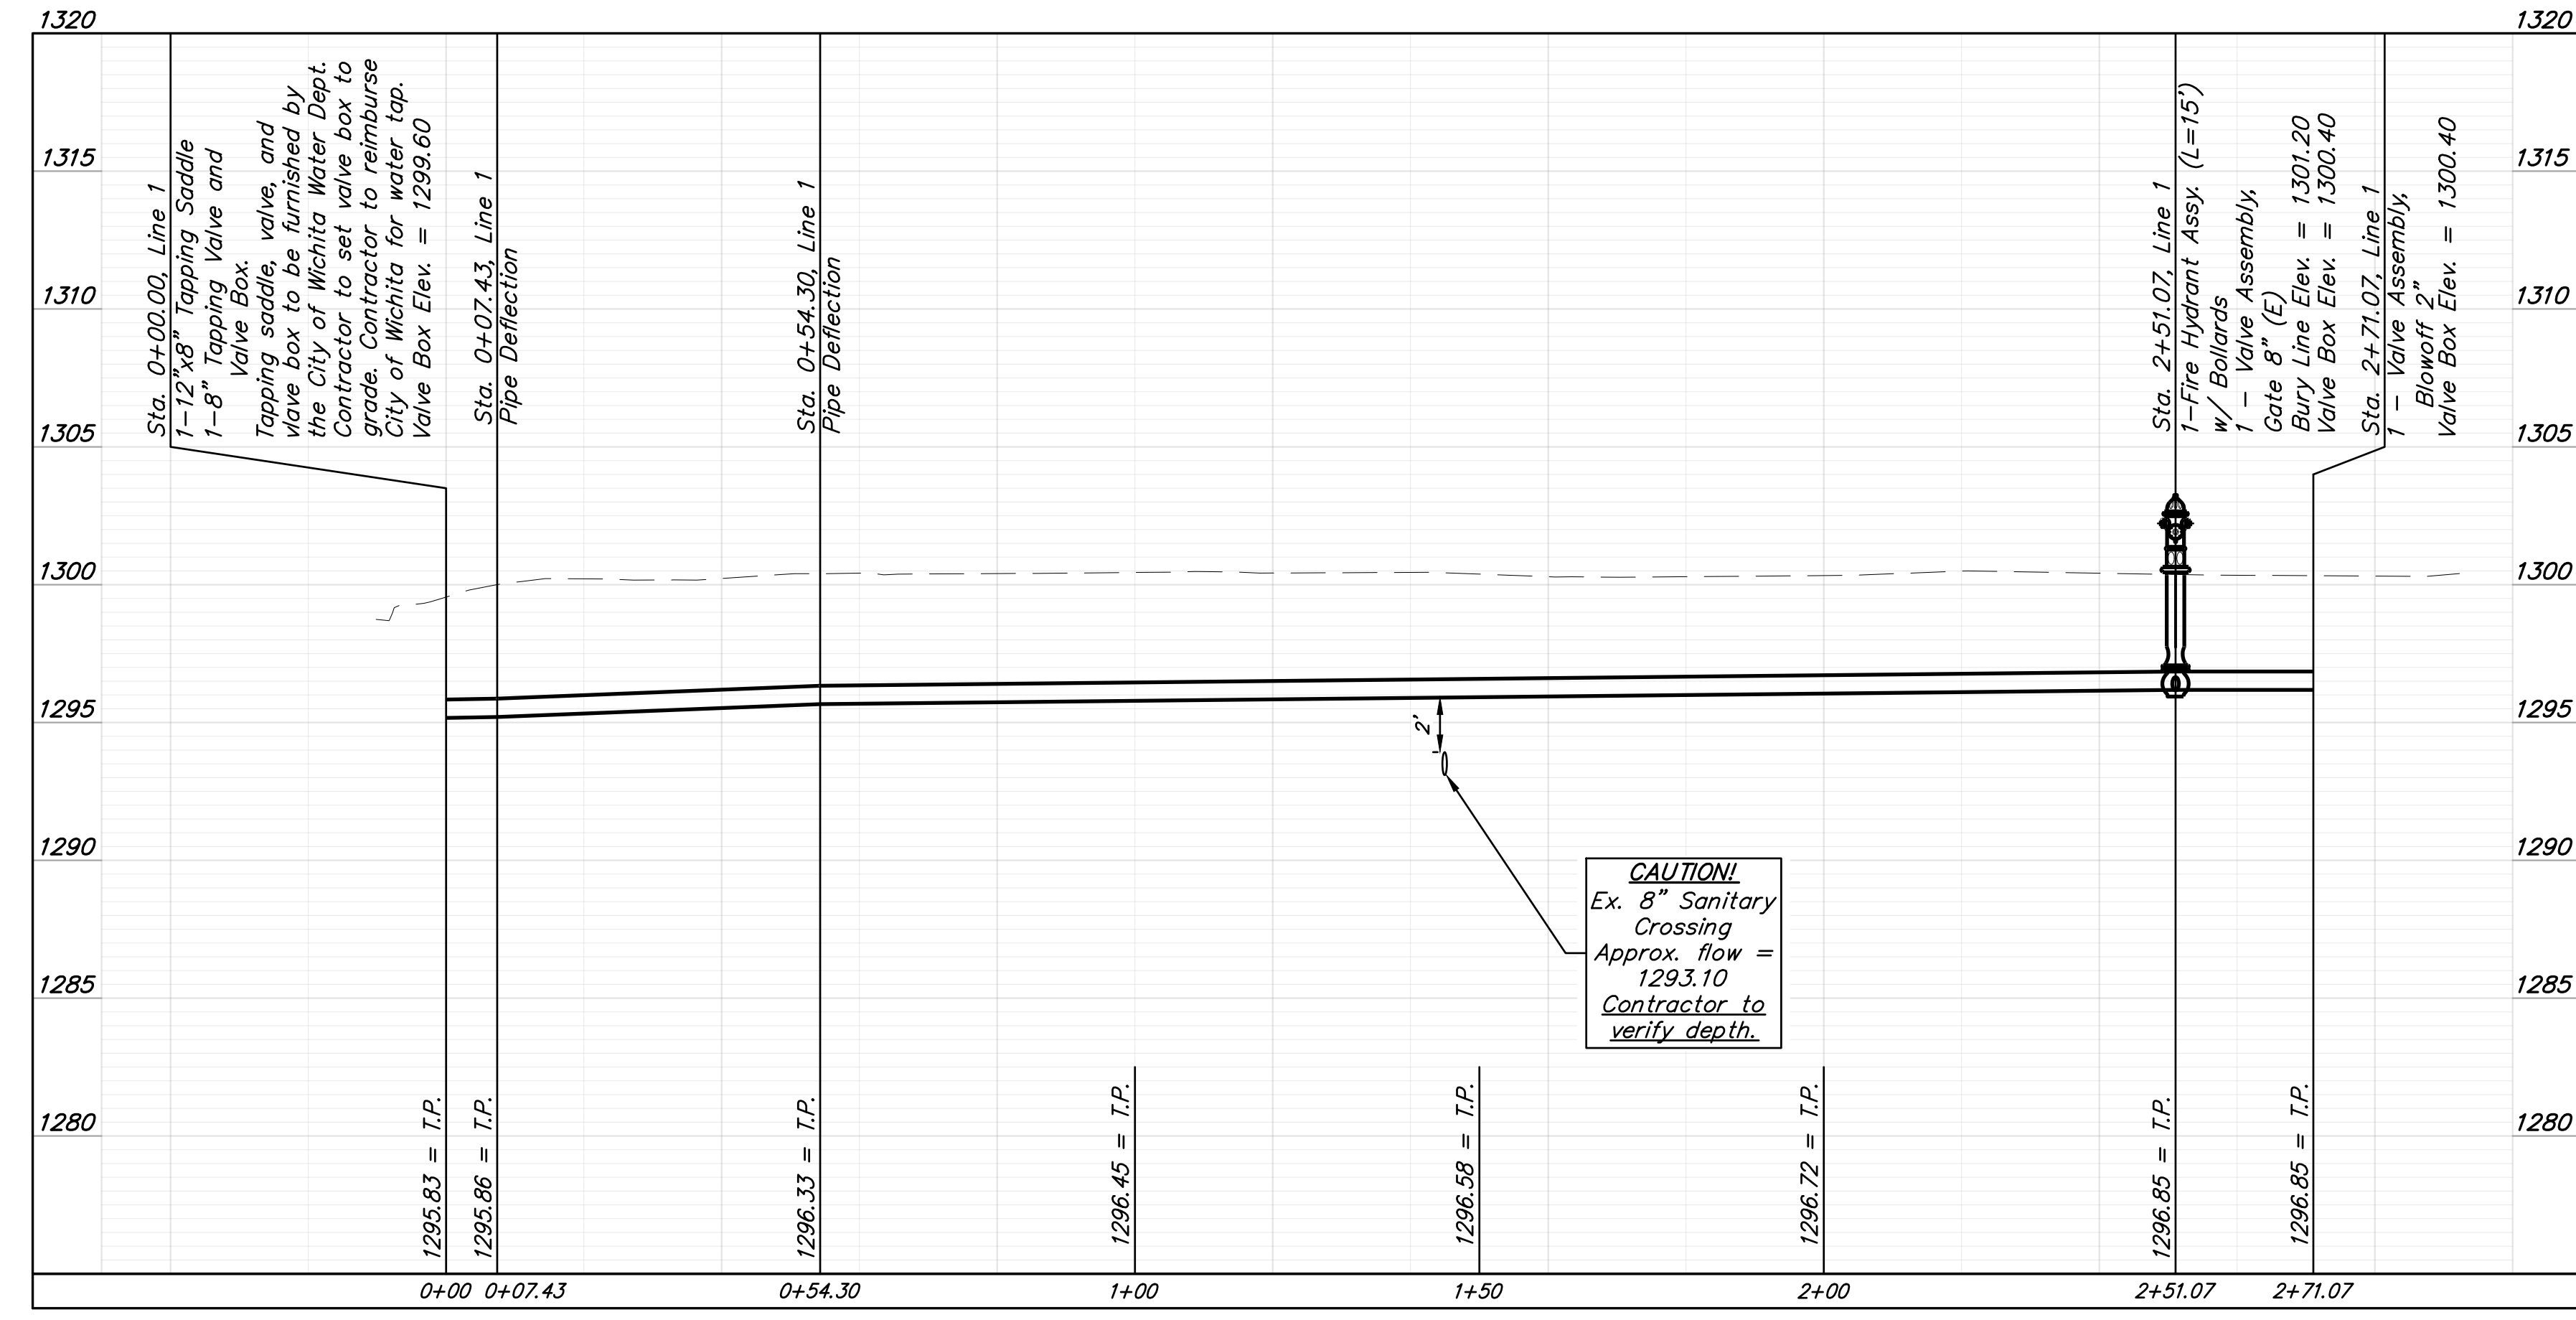 1320
1320
1315
1315
1310
1310
1305
1305
1300
1300
1295
1295
1290
1290
1285
1285
1280
1280
Sta. 0+00.00, Line 1
1-12"x8" Tapping Saddle
1-8" Tapping Valve and
Valve Box.
Tapping saddle, valve, and
vlave box to be furnished by
the City of Wichita Water Dept.
Contractor to set valve box to
grade. Contractor to reimburse
City of Wichita for water tap.
Valve Box Elev. = 1299.60
Sta. 0+07.43, Line 1
Pipe Deflection
Sta. 0+54.30, Line 1
Pipe Deflection
Sta. 2+51.07, Line 1
1-Fire Hydrant Assy. (L=15')
w/ Bollards
1 - Valve Assembly,
Gate 8" (E)
Bury Line Elev. = 1301.20
Valve Box Elev. = 1300.40
Sta. 2+71.07, Line 1
1 - Valve Assembly,
Blowoff 2"
Valve Box Elev. = 1300.40
2'
CAUTION!
Ex. 8" Sanitary
Crossing
Approx. flow =
1293.10
Contractor to
verify depth.
1295.83 = T.P.
1295.86 = T.P.
1296.33 = T.P.
1296.45 = T.P.
1296.58 = T.P.
1296.72 = T.P.
1296.85 = T.P.
1296.85 = T.P.
0+00
0+07.43
0+54.30
1+00
1+50
2+00
2+51.07
2+71.07